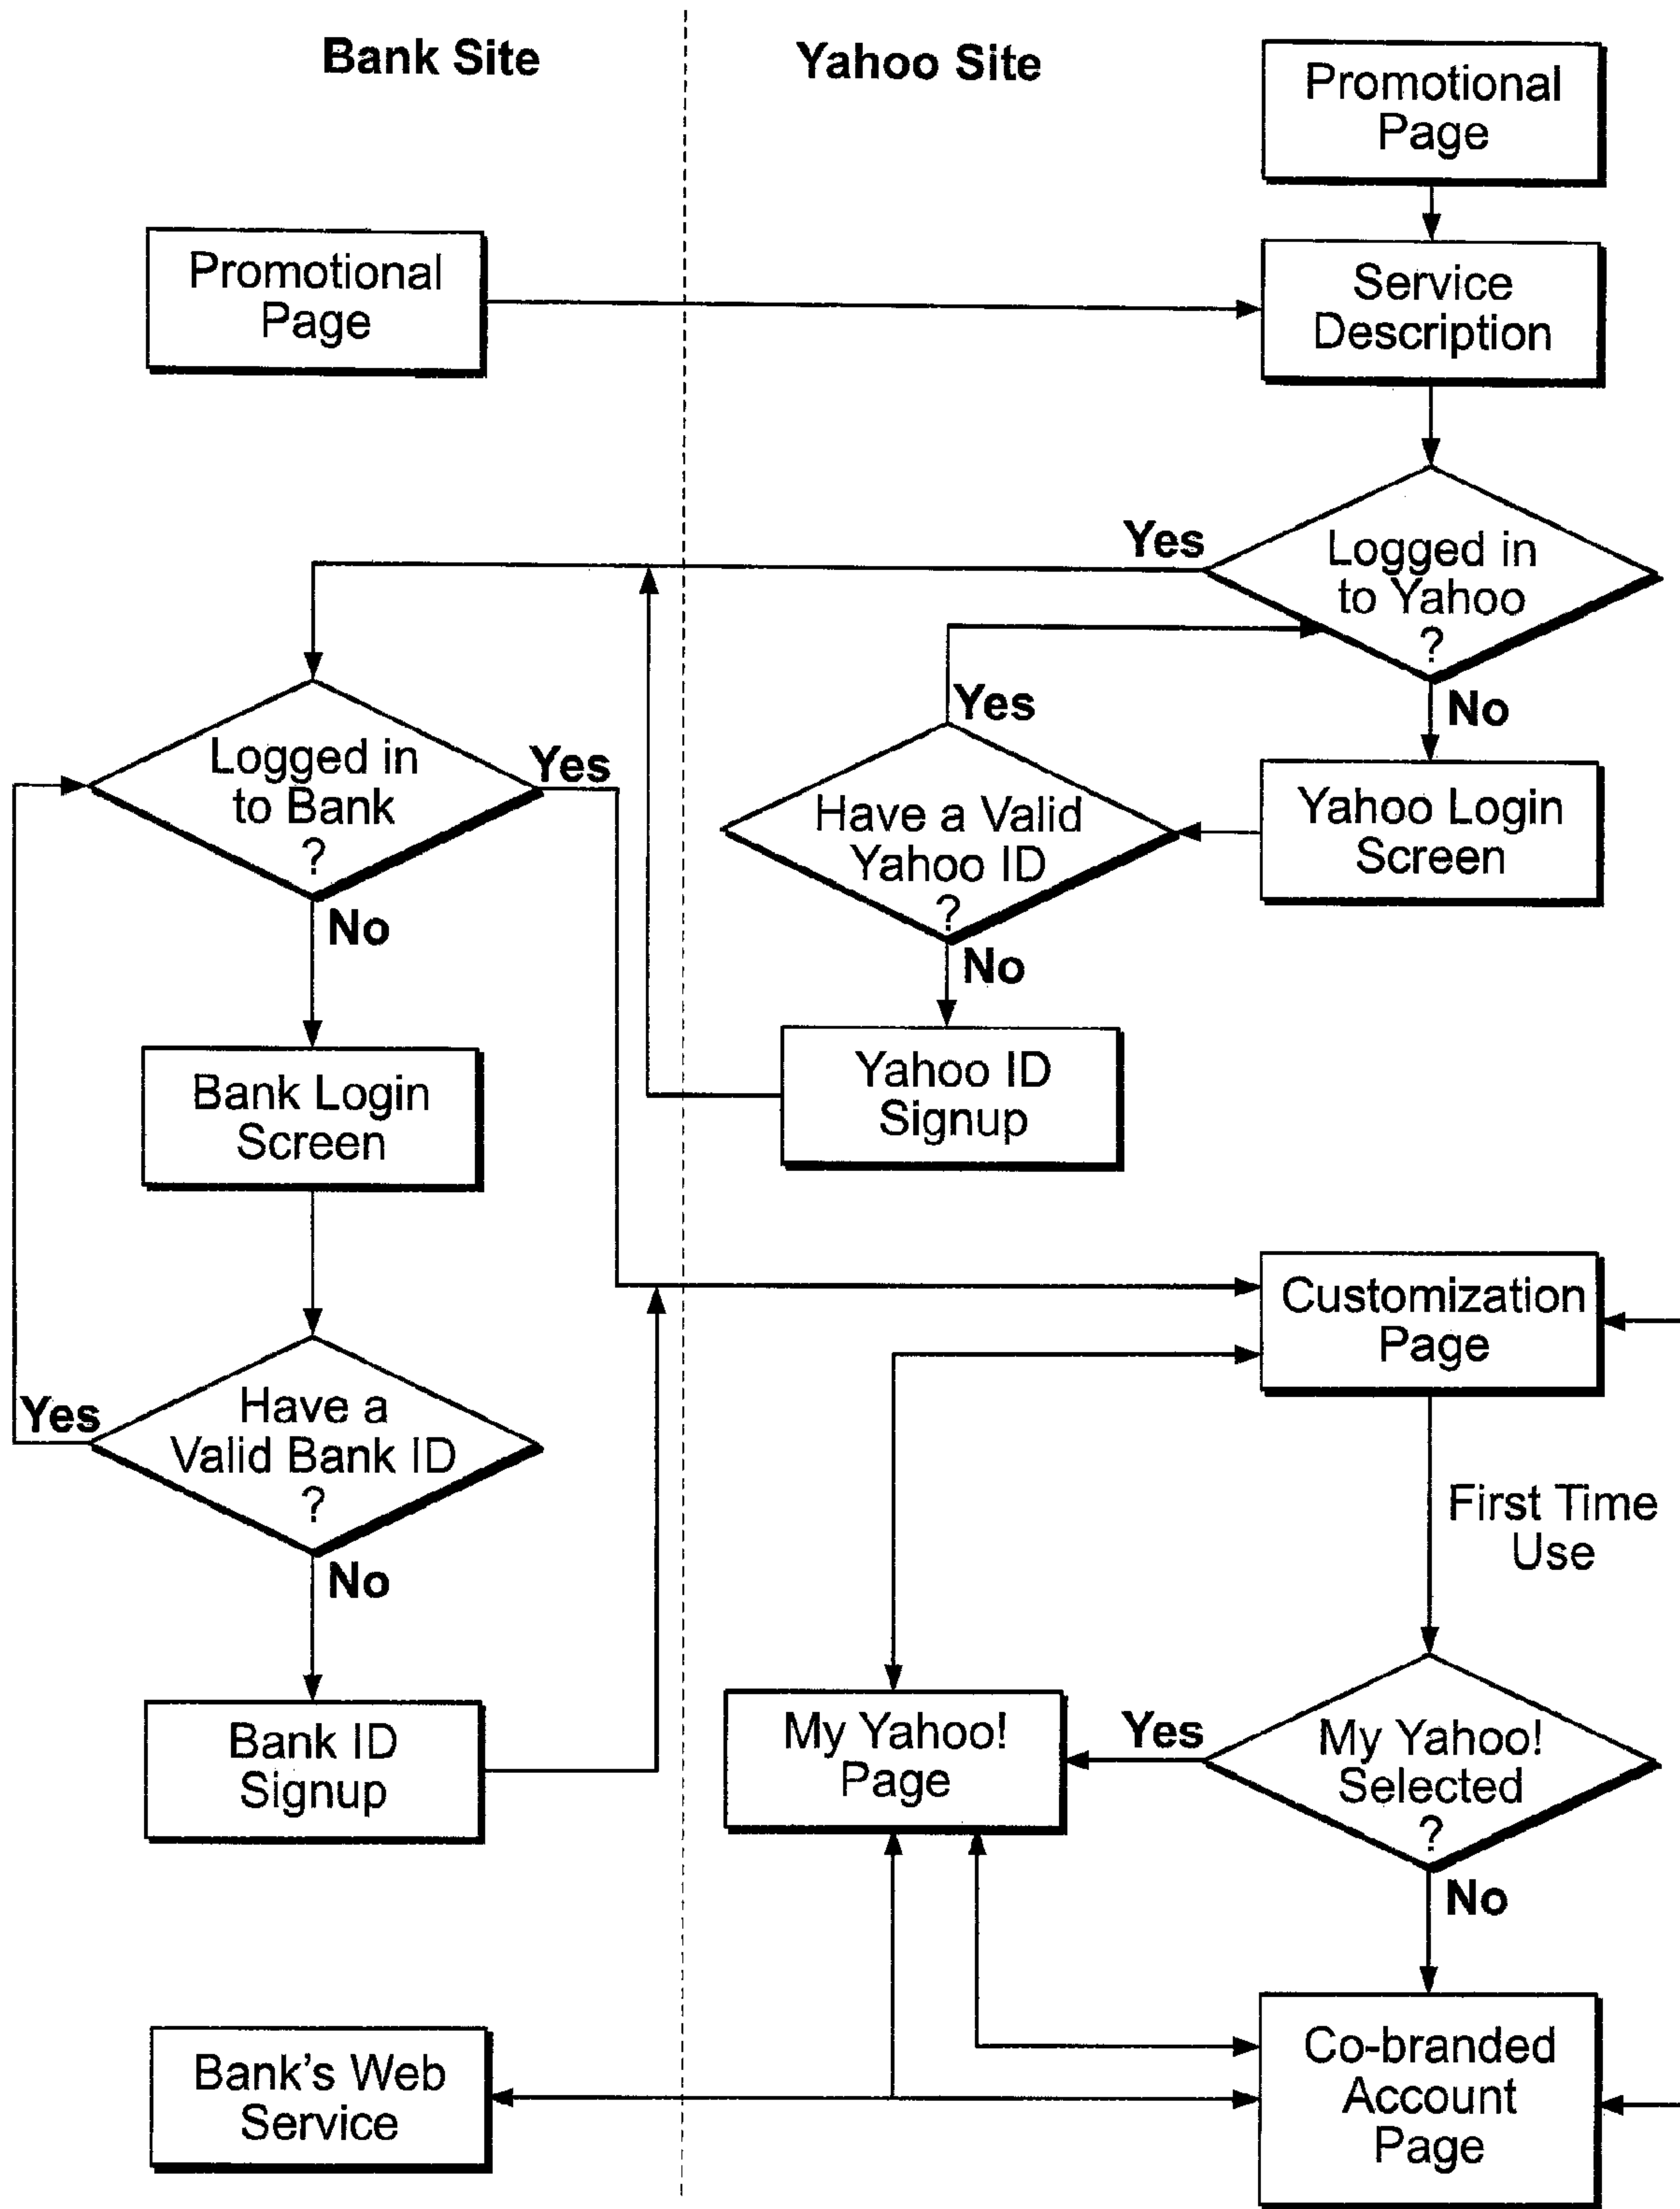 Bank Site
Yahoo Site
Promotional
Page
Promotional
Page
Service
Description
Yes
Logged in
to Yahoo
?
No
Yes
Logged in
to Bank
?
Yes
No
Have a Valid
Yahoo ID
?
No
Yahoo Login
Screen
Yahoo ID
Signup
Bank Login
Screen
Customization
Page
Yes
Have a
Valid Bank ID
?
No
First Time
Use
Bank ID
Signup
My Yahoo!
Page
Yes
My Yahoo!
Selected
?
No
Bank's Web
Service
Co-branded
Account
Page